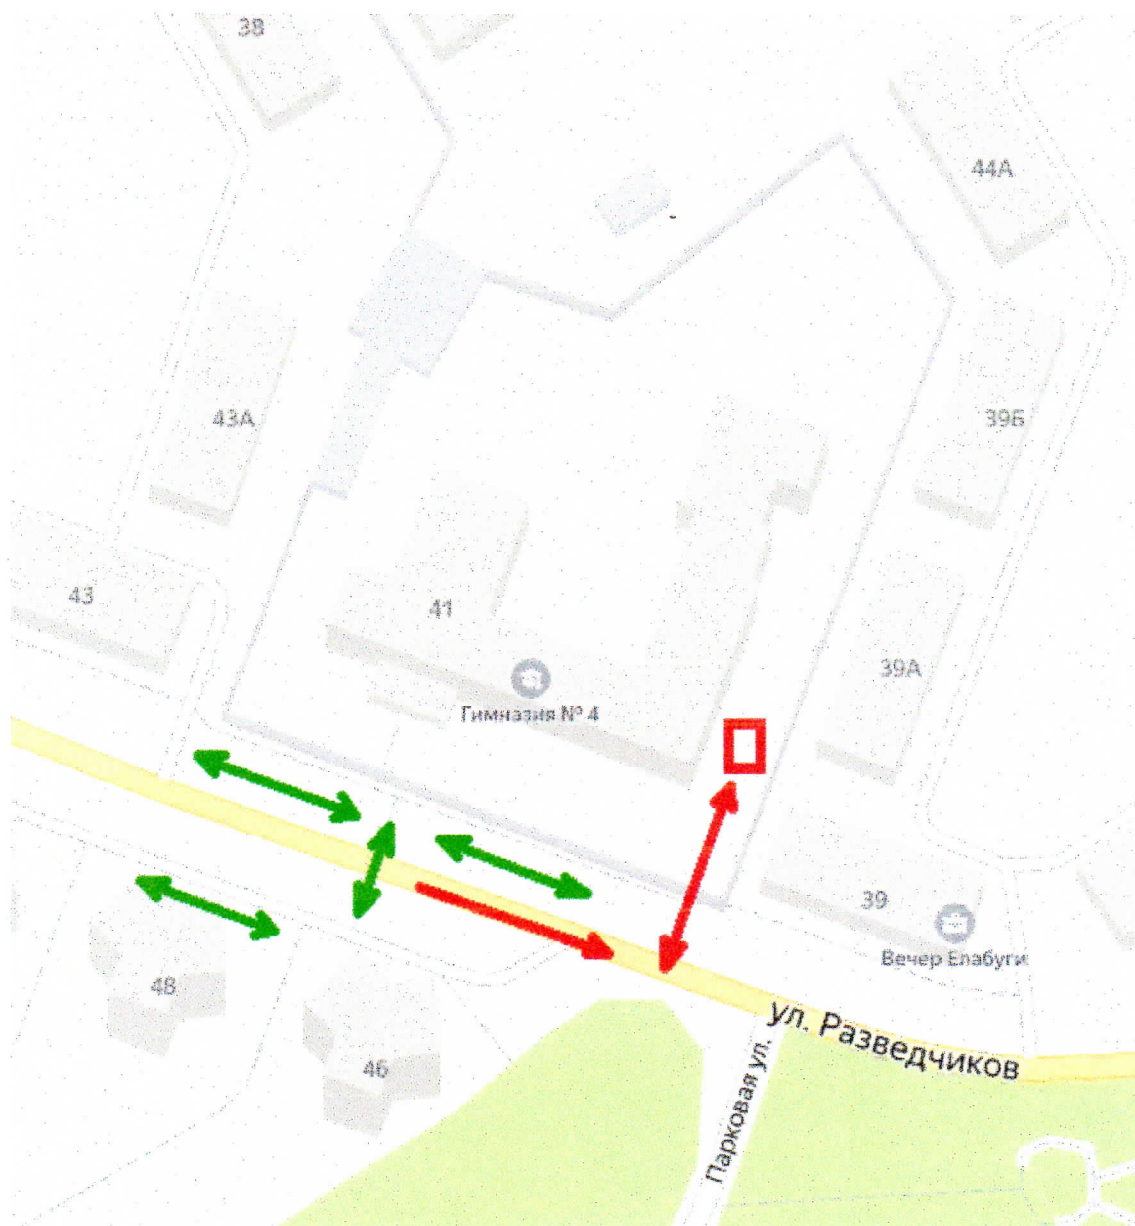 38
44А
43А
39Б
43
41
39А
Гимназия № 4
39
Вечер Елабуги
48
ул. Разведчиков
46
Парковая ул.